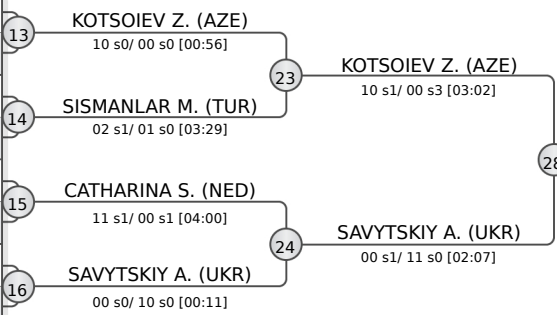 13
KOTSOIEV Z. (AZE)
10 s0/ 00 s0 [00:56]
23
KOTSOIEV Z. (AZE)
10 s1/ 00 s3 [03:02]
14
SISMANLAR M. (TUR)
02 s1/ 01 s0 [03:29]
28
15
CATHARINA S. (NED)
11 s1/ 00 s1 [04:00]
24
SAVYTSKIY A. (UKR)
00 s1/ 11 s0 [02:07]
16
SAVYTSKIY A. (UKR)
00 s0/ 10 s0 [00:11]